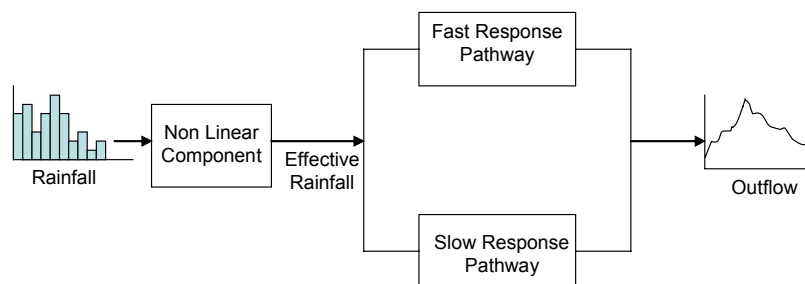 Rainfall
Non Linear
Component
Effective
Rainfall
Fast Response
Pathway
Slow Response
Pathway
Outflow